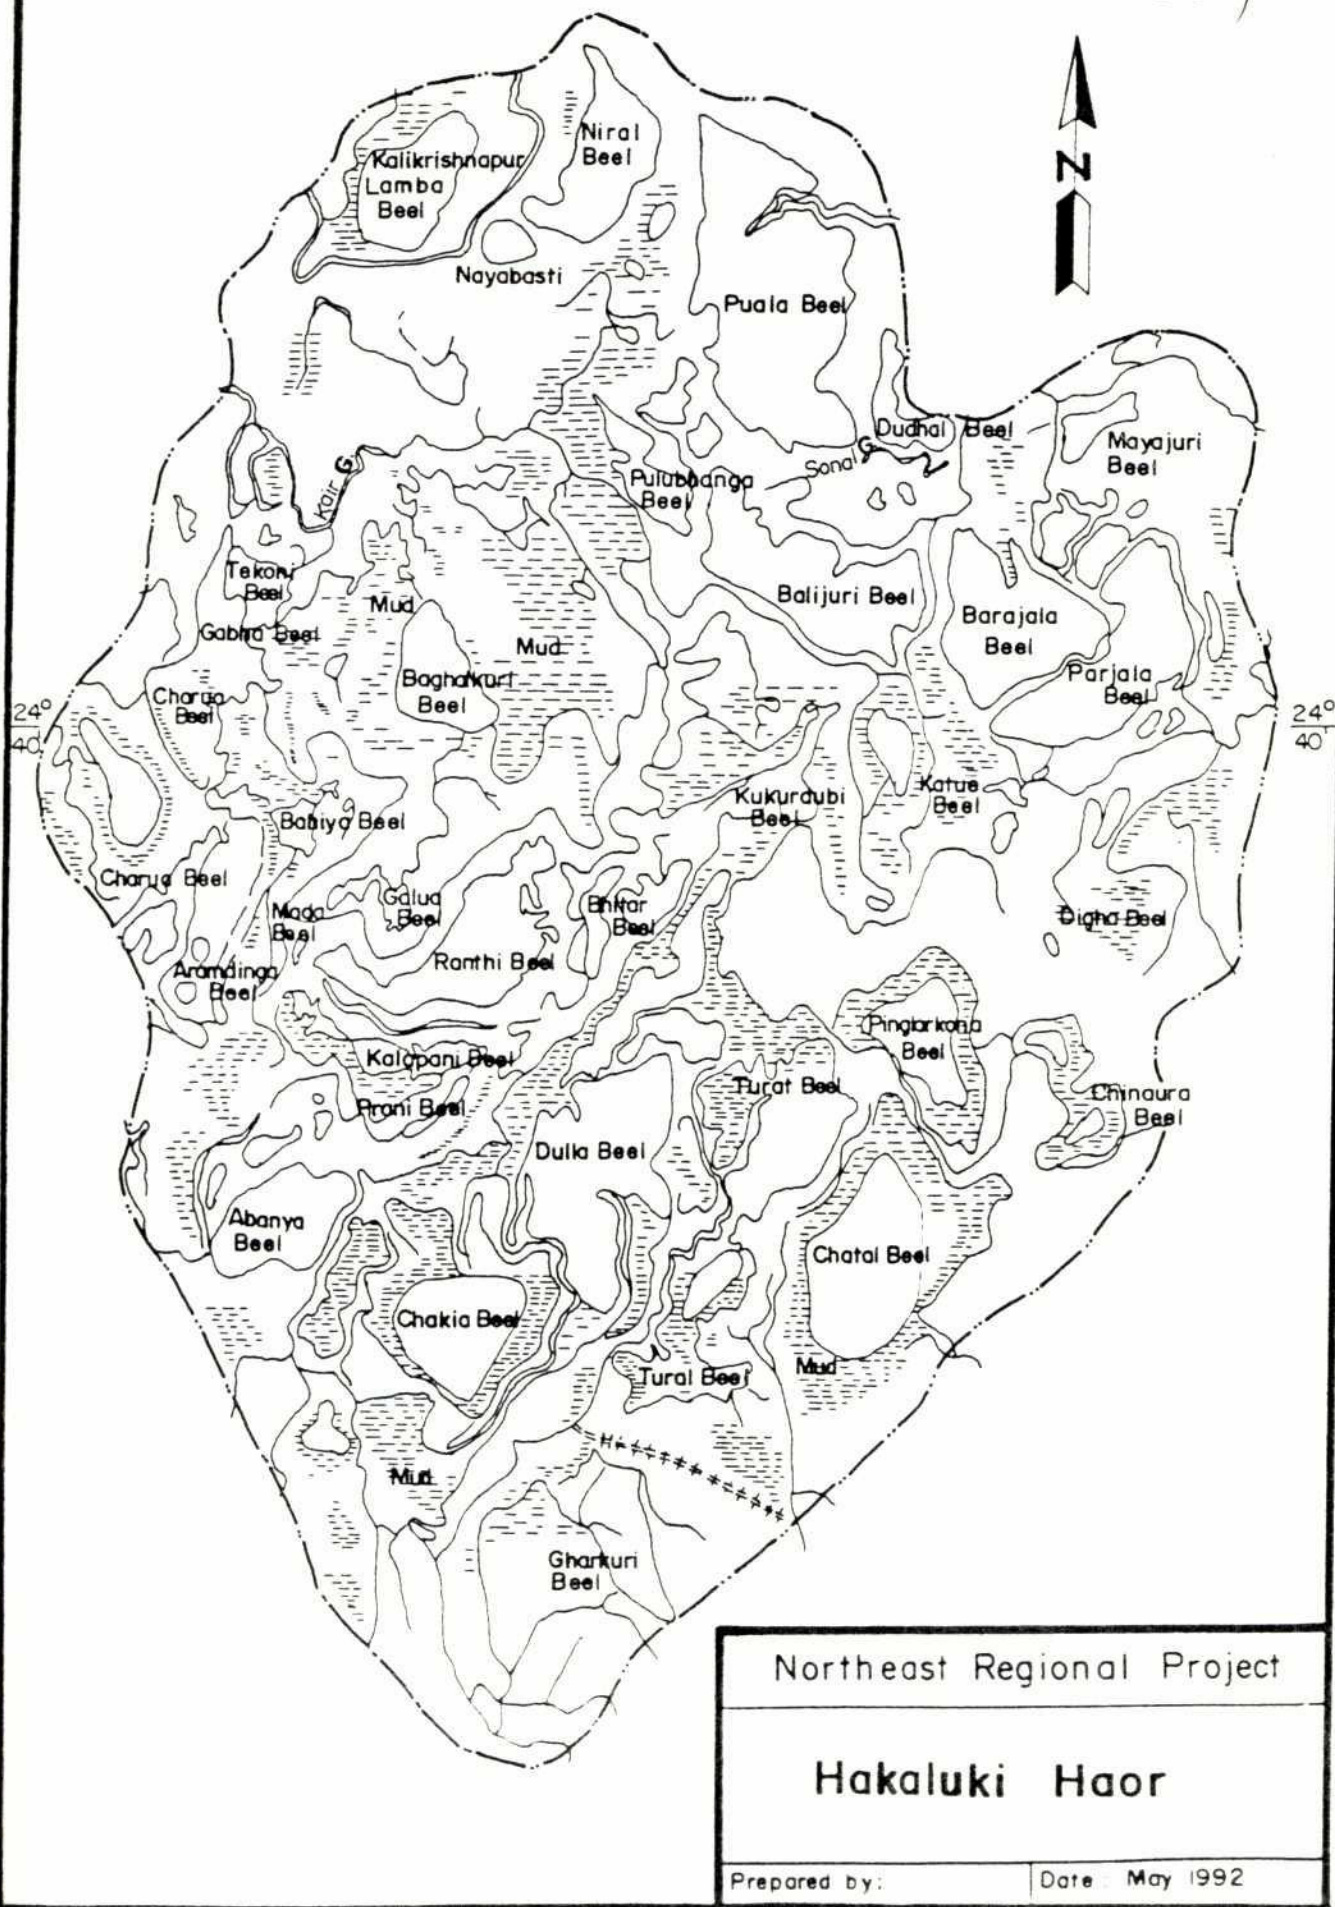 N
Niral
Beel
Kalikrishnapur
Lamba
Beel
Nayabasti
Puala Beel
Dudhal Beel
Mayajuri
Beel
Sonal G.
Kair G.
Pulubhanga
Beel
Tekoni
Beel
Mud
Balijuri Beel
Barajala
Beel
Gabha Beel
Mud
Parjala
Beel
Baghalkuri
Beel
Charua
Beel
24°
40'
24°
40'
Katue
Beel
Kukurdubi
Beel
Babiya Beel
Charua Beel
Galua
Beel
Mada
Beel
Bhitar
Beel
Digha Beel
Ranthi Beel
Aramdinga
Beel
Pinglarkona
Beel
Kalapani Beel
Turat Beel
Chinaura
Beel
Prani Beel
Dulla Beel
Abanya
Beel
Chatal Beel
Chakia Beel
Mud
Tural Beel
Mud
Gharkuri
Beel
Northeast Regional Project
Hakaluki Haor
Prepared by:
Date : May 1992